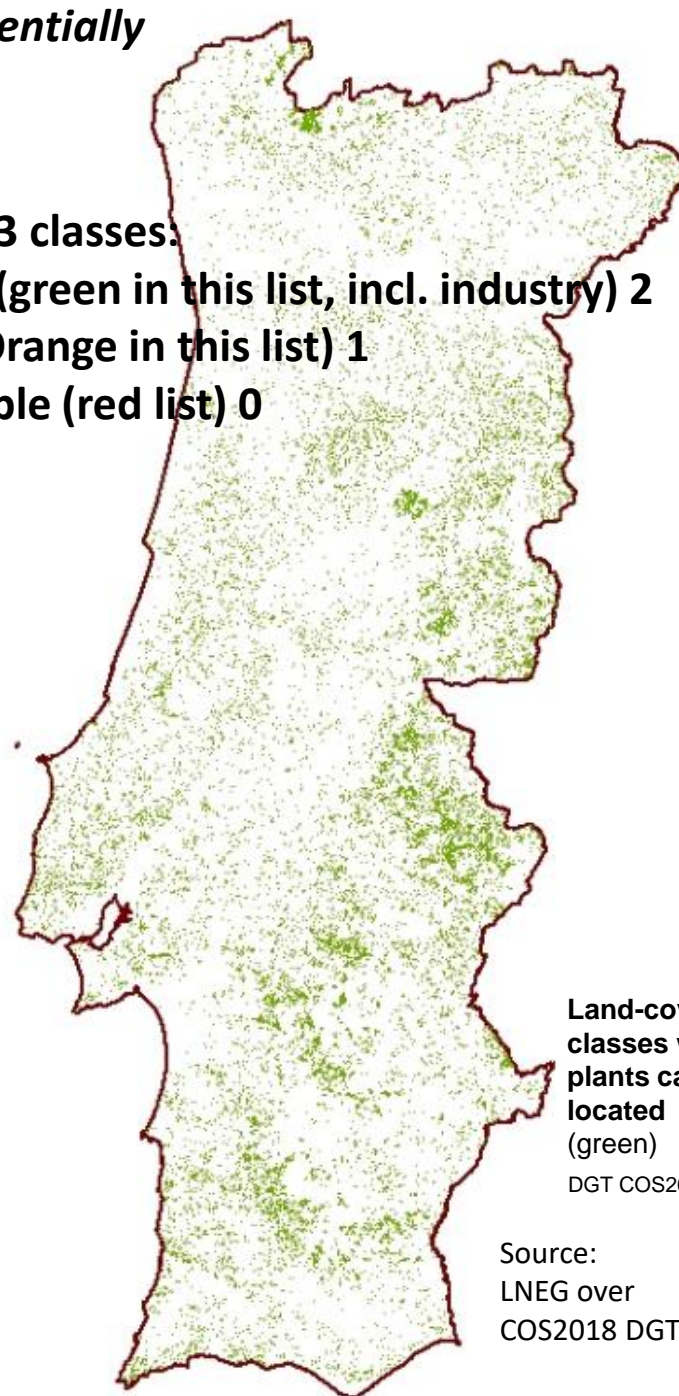 entially
3 classes:
(green in this list, incl. industry) 2
Orange in this list) 1
ple (red list) 0
Land-cov
classes
plants ca
located
(green)
DGT COS20
Source:
LNEG over
COS2018 DGT